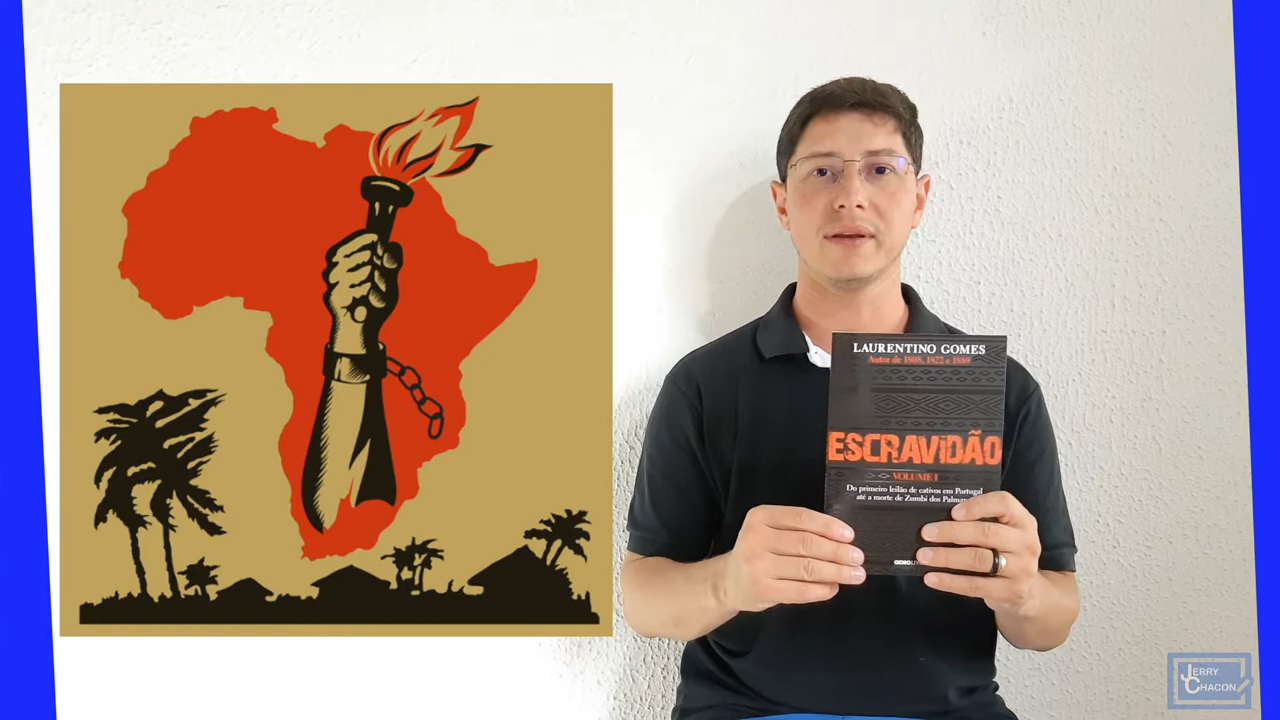 LAURENTINO GOMES
Autor de 1808, 1822 e 1889
ESCRAVIDÃO
VOLUME I
Do primeiro leilão de cativos em Portugal
até a morte de Zumbi dos
GLOBOLIV
JERRY
CHACON